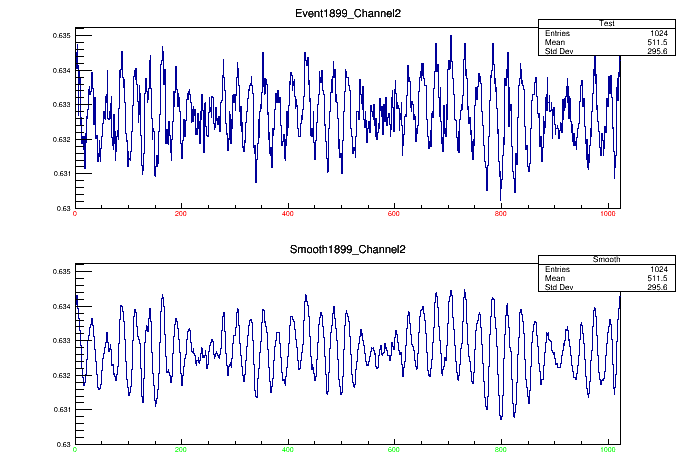 Event1899_Channel2
Test
Entries 1024
Mean 511.5
Std Dev 295.6
0.635
0.634
0.633
0.632
0.631
0.63
0 200 400 600 800 1000
Smooth1899_Channel2
Smooth
Entries 1024
Mean 511.5
Std Dev 295.6
0.635
0.634
0.633
0.632
0.631
0.63
0 200 400 600 800 1000